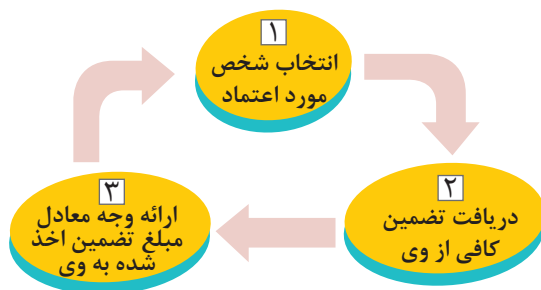 ۱
انتخاب شخص
مورد اعتماد
۲
دریافت تضمین
کافی از وی
۳
ارائه وجه معادل
مبلغ تضمین اخذ
شده به وی